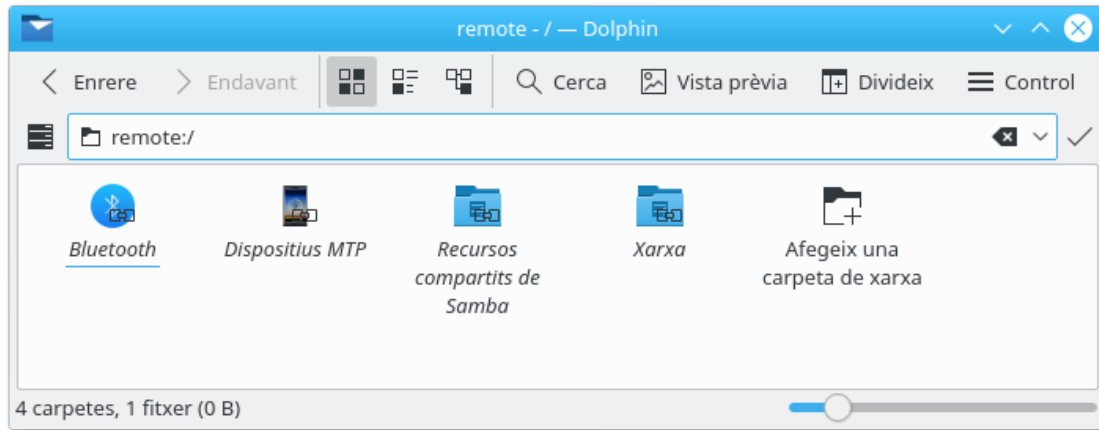 remote - / — Dolphin
Enrere Endavant Cerca Vista prèvia Divideix Control
remote:/
Bluetooth
Dispositius MTP
Recursos
compartits de
Samba
Xarxa
Afegeix una
carpeta de xarxa
4 carpetes, 1 fitxer (0 B)